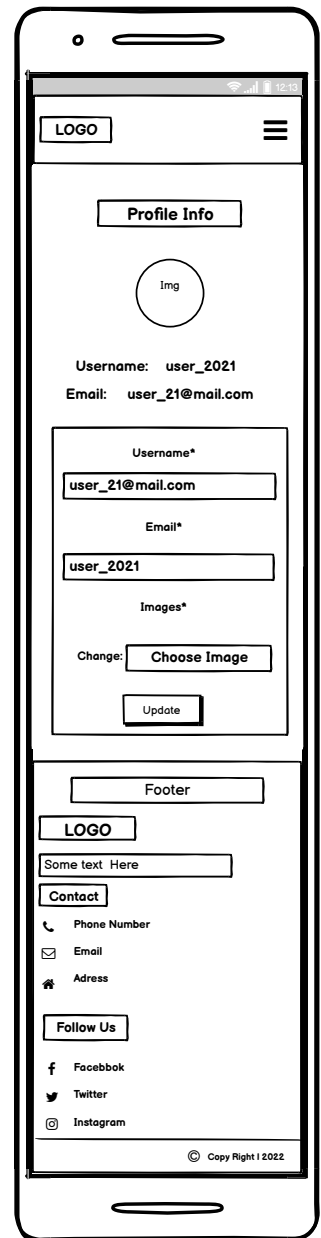 12:13
LOGO
Profile Info
Img
Username: user_2021
Email: user_21@mail.com
Username*
user_21@mail.com
Email*
user_2021
Images*
Change: Choose Image
Update
Footer
LOGO
Some text Here
Contact
Phone Number
Email
Adress
Follow Us
Facebbok
Twitter
Instagram
© Copy Right I 2022